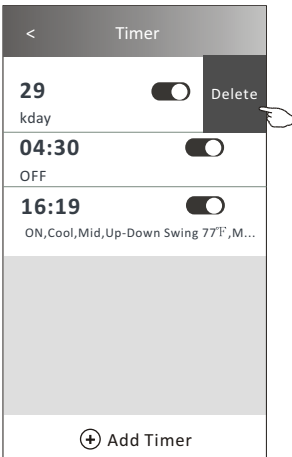 < Timer
29
kday
Delete
04:30
OFF
16:19
ON,Cool,Mid,Up-Down Swing 77°F,M...
Add Timer